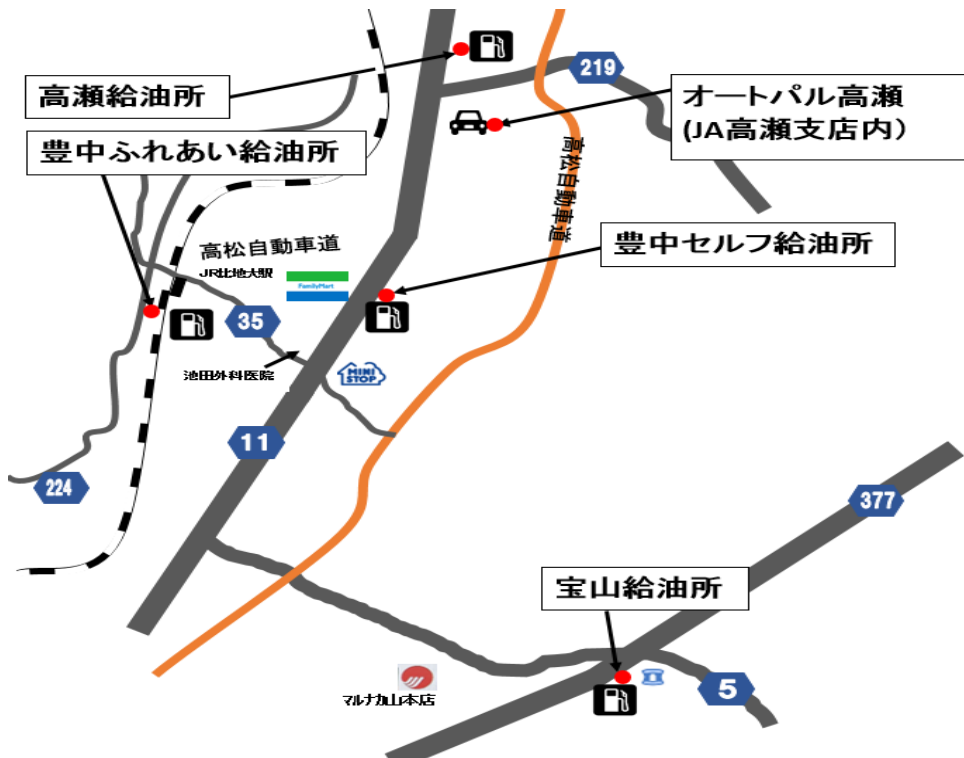 219
高瀬給油所
オートパル高瀬
(JA高瀬支店内)
豊中ふれあい給油所
高松自動車道
高松自動車道
豊中セルフ給油所
JR比地大駅
FamilyMart
35
池田外科医院
MINI
STOP
11
224
377
宝山給油所
5
マルナカ山本店